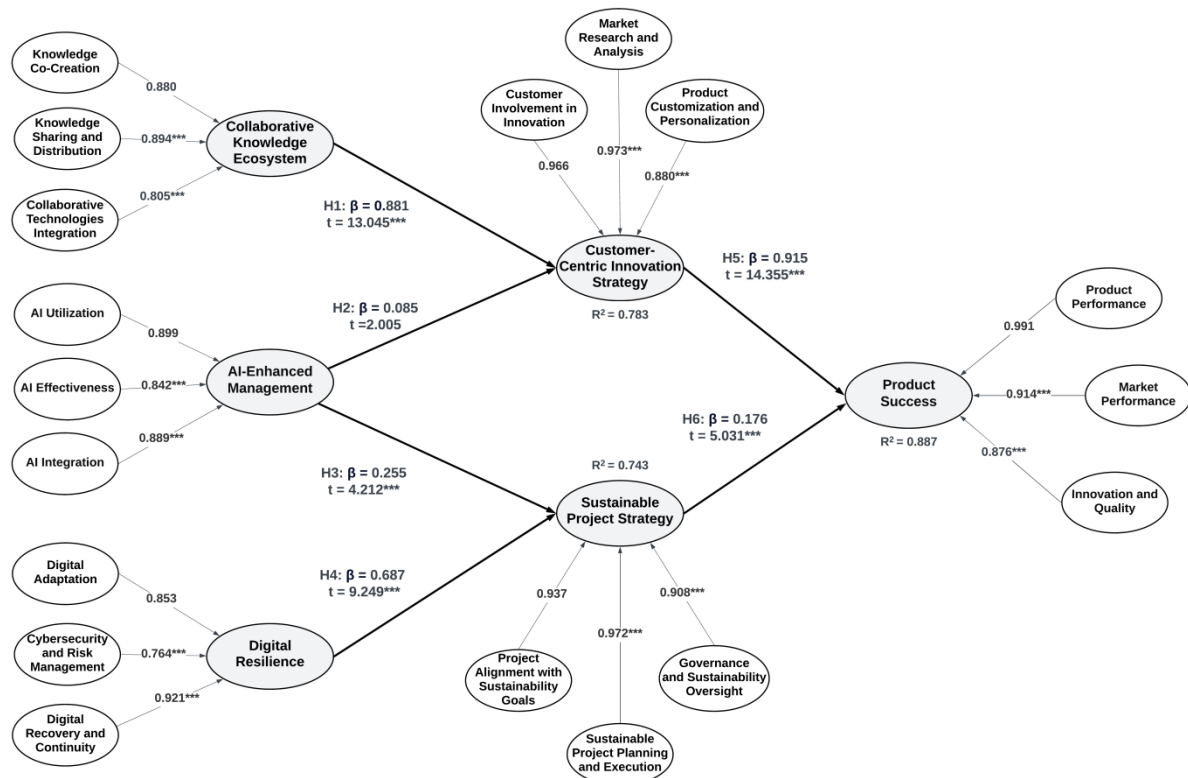 Knowledge
Co-Creation
0.880
Knowledge
Sharing and
Distribution
0.894***
Collaborative
Technologies
Integration
0.805***
Collaborative
Knowledge
Ecosystem
H1: β = 0.881
t = 13.045***
Market
Research and
Analysis
0.973***
Customer
Involvement in
Innovation
0.966
Product
Customization and
Personalization
0.880***
Customer-
Centric Innovation
Strategy
R² = 0.783
H2: β = 0.085
t =2.005
AI Utilization
0.899
AI Effectiveness
0.842***
AI Integration
0.889***
AI-Enhanced
Management
H3: β = 0.255
t = 4.212***
H5: β = 0.915
t = 14.355***
H6: β = 0.176
t = 5.031***
Product
Success
R² = 0.887
Product
Performance
0.991
Market
Performance
0.914***
Innovation and
Quality
0.876***
R² = 0.743
Sustainable
Project Strategy
H4: β = 0.687
t = 9.249***
Digital
Adaptation
0.853
Cybersecurity
and Risk
Management
0.764***
Digital
Recovery and
Continuity
0.921***
Digital
Resilience
0.937
Project
Alignment with
Sustainability
Goals
0.972***
Sustainable
Project Planning
and Execution
0.908***
Governance
and Sustainability
Oversight